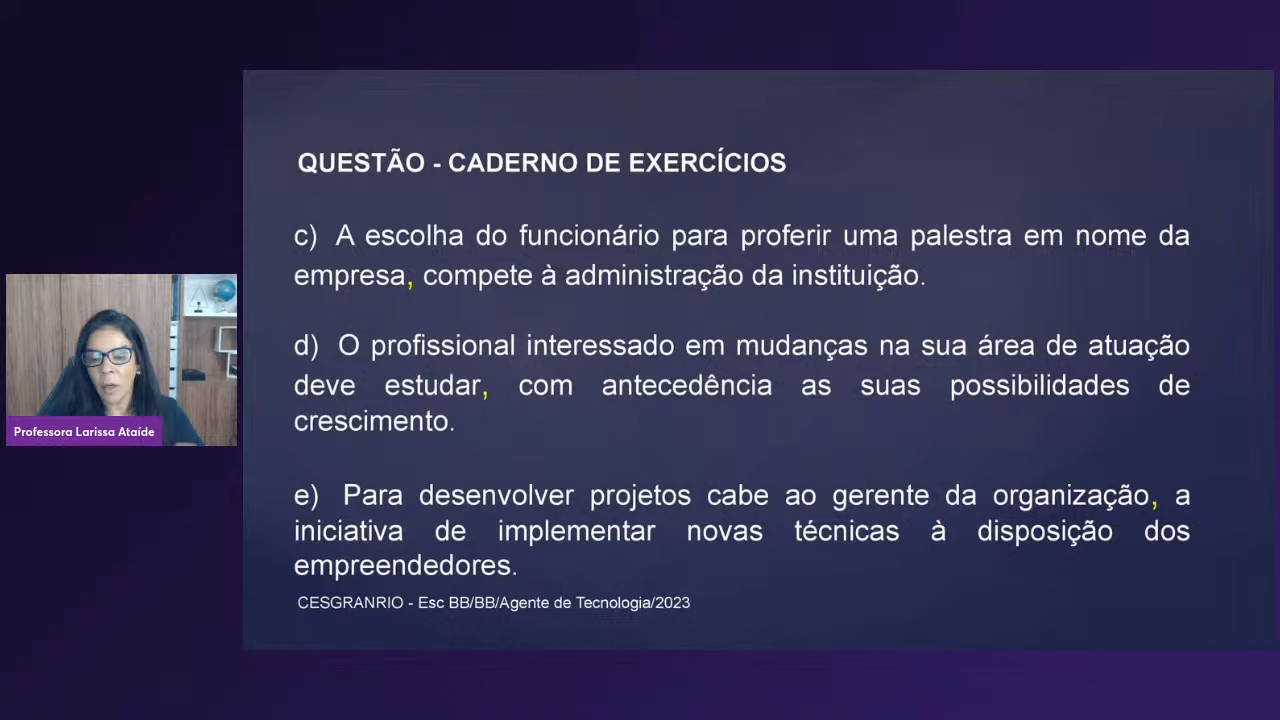 QUESTÃO - CADERNO DE EXERCÍCIOS
c) A escolha do funcionário para proferir uma palestra em nome da
empresa, compete à administração da instituição.
d) O profissional interessado em mudanças na sua área de atuação
deve estudar, com antecedência as suas possibilidades de
crescimento.
e) Para desenvolver projetos cabe ao gerente da organização, a
iniciativa de implementar novas técnicas à disposição dos
empreendedores.
CESGRANRIO - Esc BB/BB/Agente de Tecnologia/2023
Professora Larissa Ataíde